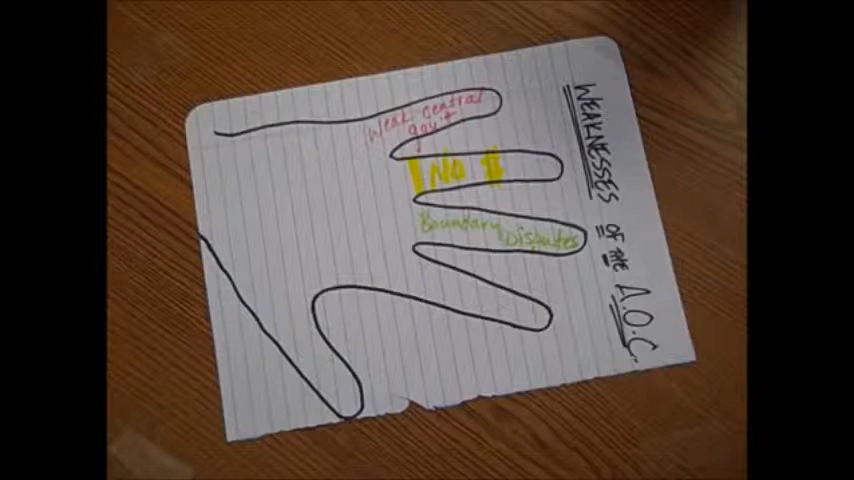 WEAKNESSES OF the A.O.C.
Weak central
gov't
No $
Boundary Disputes